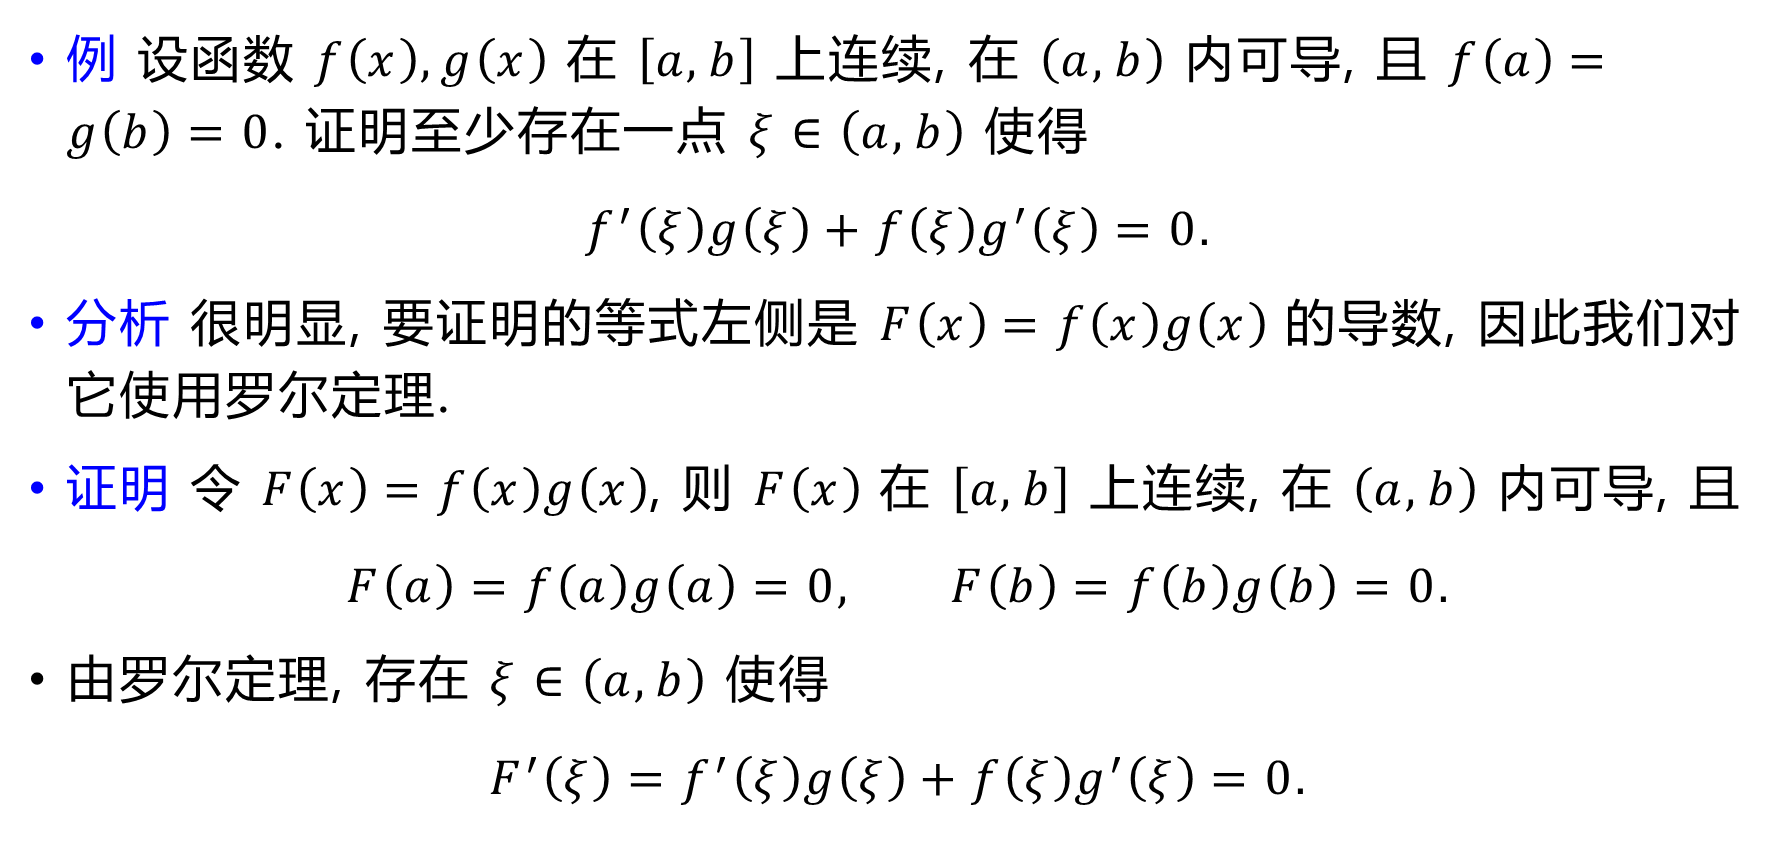 • 例 设函数 f(x), g(x) 在 [a, b] 上连续, 在 (a, b) 内可导, 且 f(a) =
g(b) = 0. 证明至少存在一点 ξ ∈ (a, b) 使得
f′(ξ)g(ξ) + f(ξ)g′(ξ) = 0.
• 分析 很明显, 要证明的等式左侧是 F(x) = f(x)g(x) 的导数, 因此我们对
它使用罗尔定理.
• 证明 令 F(x) = f(x)g(x), 则 F(x) 在 [a, b] 上连续, 在 (a, b) 内可导, 且
F(a) = f(a)g(a) = 0, F(b) = f(b)g(b) = 0.
• 由罗尔定理, 存在 ξ ∈ (a, b) 使得
F′(ξ) = f′(ξ)g(ξ) + f(ξ)g′(ξ) = 0.